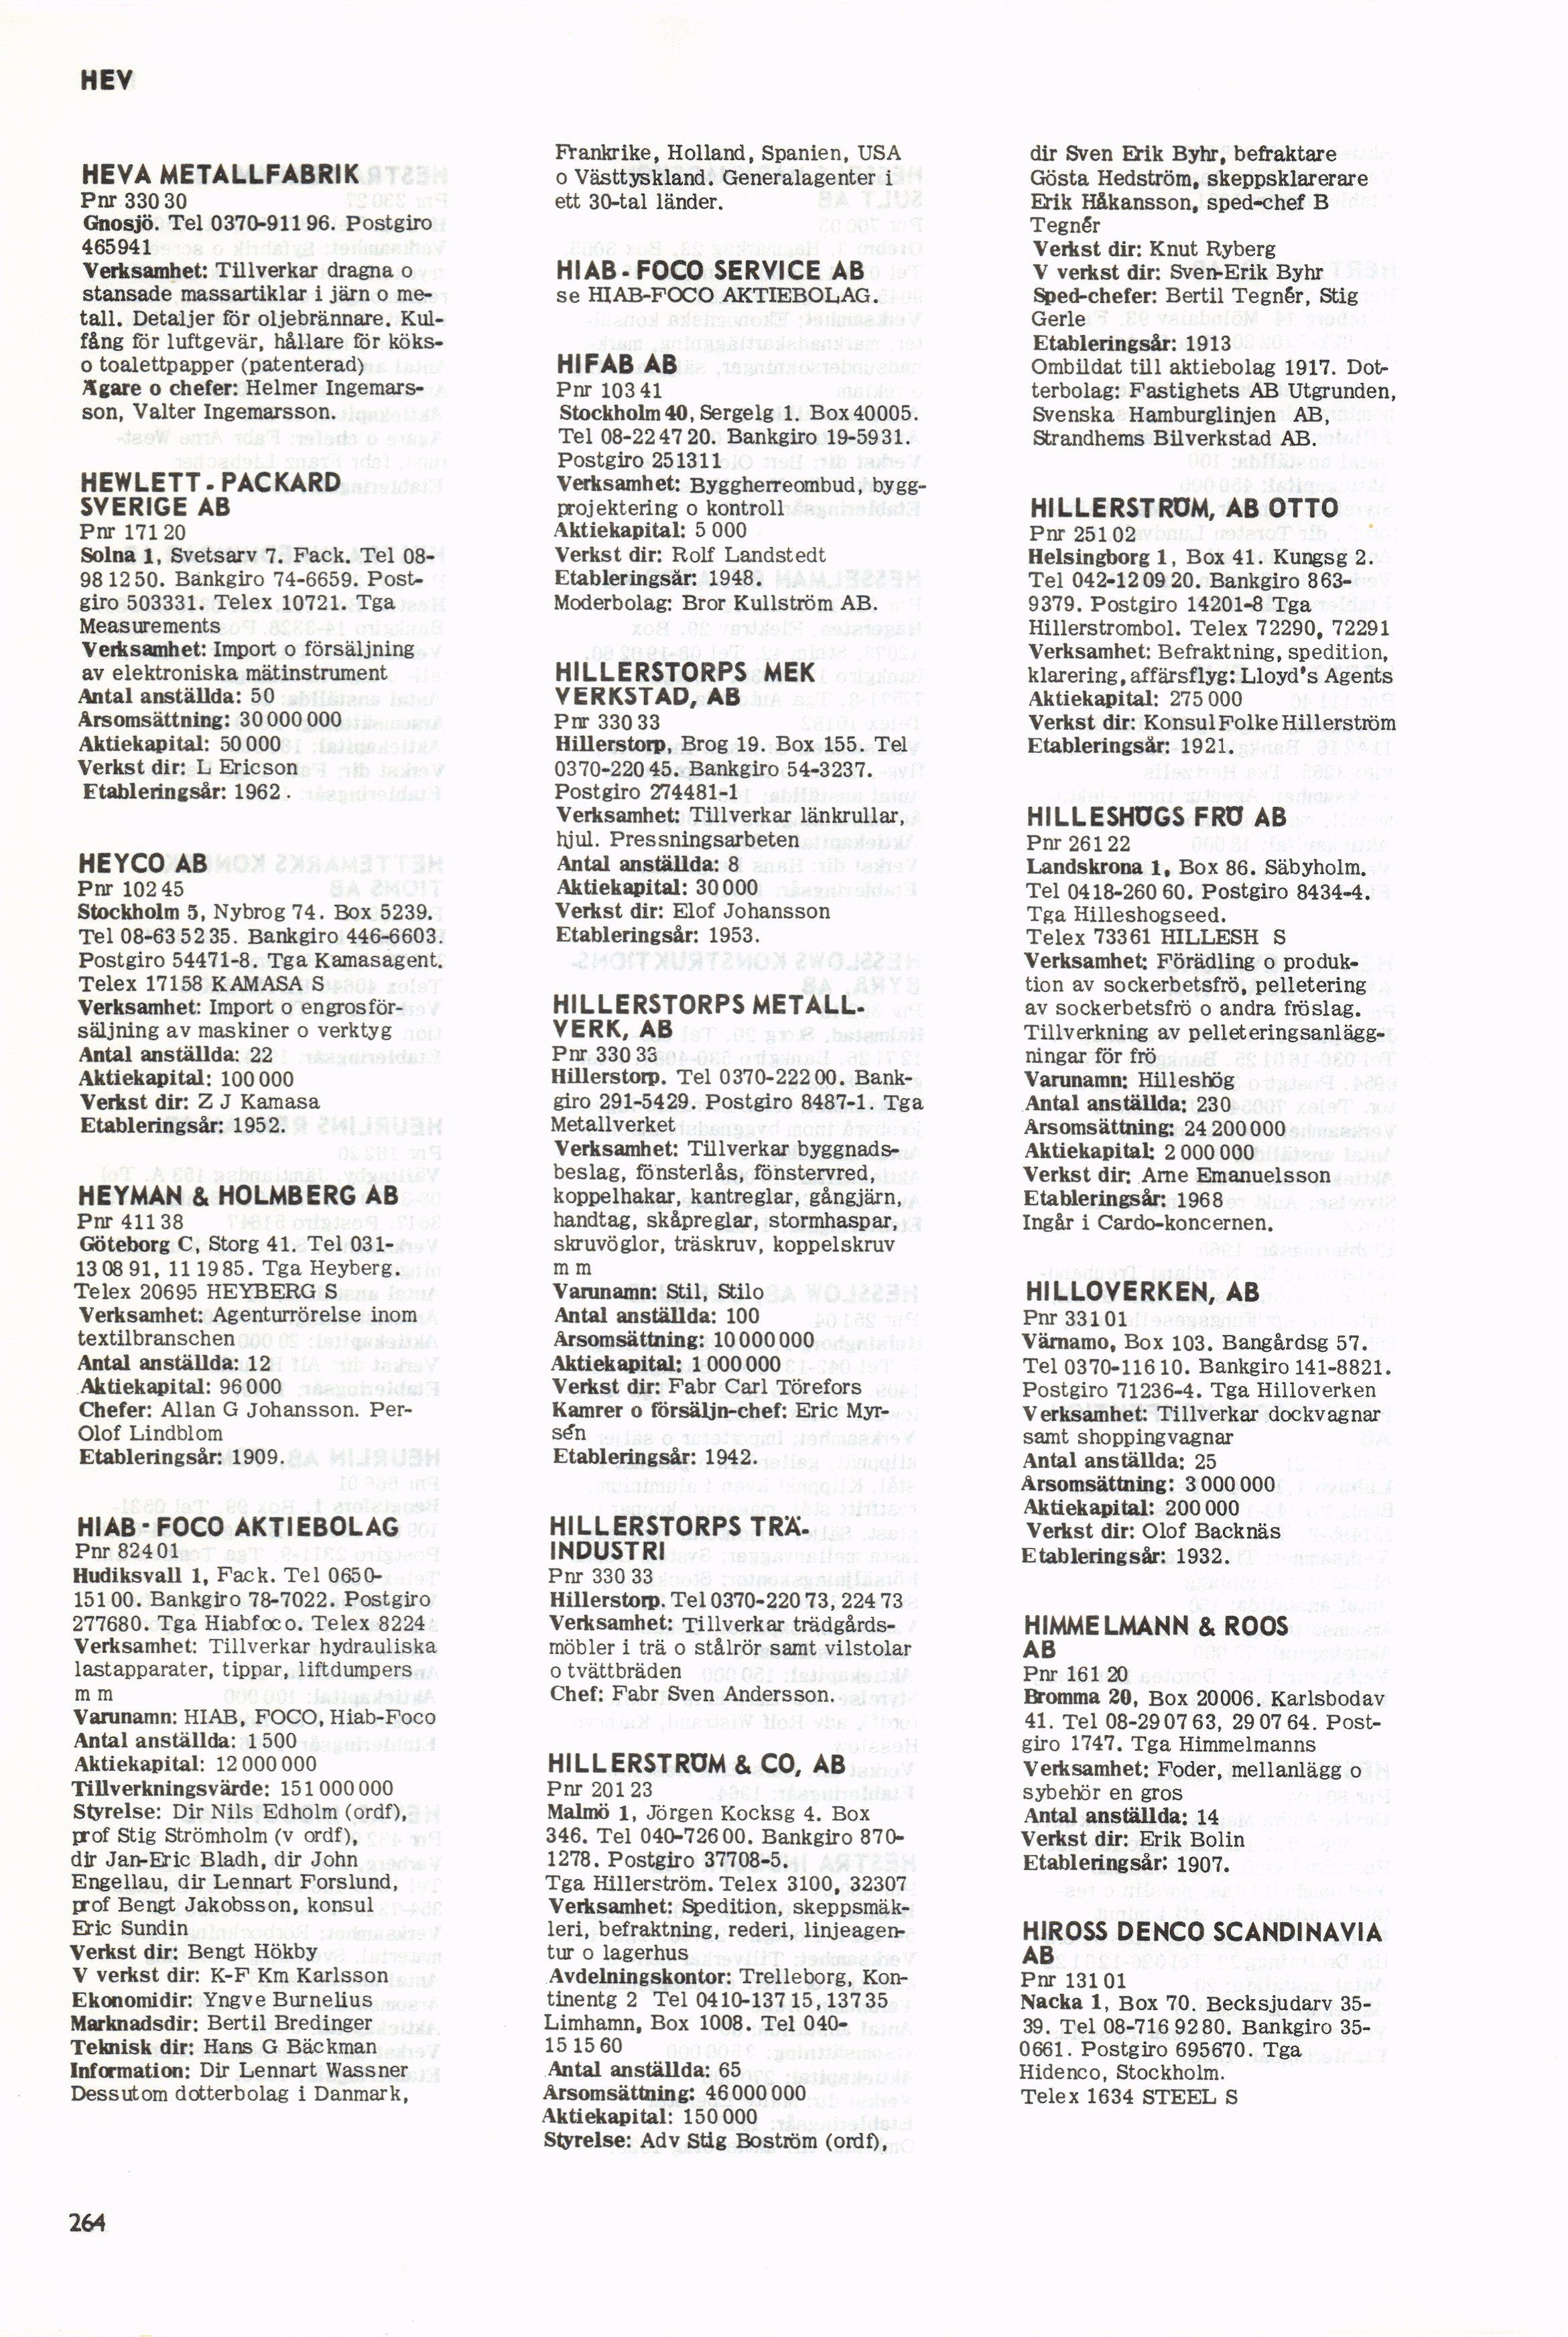 HEV
HEVA METALLFABRIK
Pnr 330 30
Gnosjö. Tel 0370-911 96. Postgiro
465941
Verksamhet: Tillverkar dragna o
stansade massartiklar i järn o me-
tall. Detaljer för oljebrännare. Kul-
fång för luftgevär, hållare för köks-
o toalettpapper (patenterad)
Ägare o chefer: Helmer Ingemars-
son, Valter Ingemarsson.
HEWLETT-PACKARD
SVERIGE AB
Pnr 171 20
Solna 1, Svetsarv 7. Fack. Tel 08-
98 12 50. Bankgiro 74-6659. Post-
giro 503331. Telex 10721. Tga
Measurements
Verksamhet: Import o försäljning
av elektroniska mätinstrument
Antal anställda: 50
Årsomsättning: 30 000 000
Aktiekapital: 50 000
Verkst dir: L Ericson
Etableringsår: 1962.
HEYCO AB
Pnr 102 45
Stockholm 5, Nybrog 74. Box 5239.
Tel 08-63 52 35. Bankgiro 446-6603.
Postgiro 54471-8. Tga Kamasagent.
Telex 17158 KAMASA S
Verksamhet: Import o engrosför-
säljning av maskiner o verktyg
Antal anställda: 22
Aktiekapital: 100 000
Verkst dir: Z J Kamasa
Etableringsår: 1952.
HEYMAN & HOLMBERG AB
Pnr 411 38
Göteborg C, Storg 41. Tel 031-
13 08 91, 11 19 85. Tga Heyberg.
Telex 20695 HEYBERG S
Verksamhet: Agenturrörelse inom
textilbranschen
Antal anställda: 12
Aktiekapital: 96 000
Chefer: Allan G Johansson. Per-
Olof Lindblom
Etableringsår: 1909.
HIAB-FOCO AKTIEBOLAG
Pnr 824 01
Hudiksvall 1, Fack. Tel 0650-
151 00. Bankgiro 78-7022. Postgiro
277680. Tga Hiabfoco. Telex 8224
Verksamhet: Tillverkar hydrauliska
lastapparater, tippar, liftdumpers
m m
Varunamn: HIAB, FOCO, Hiab-Foco
Antal anställda: 1 500
Aktiekapital: 12 000 000
Tillverkningsvärde: 151 000 000
Styrelse: Dir Nils Edholm (ordf),
prof Stig Strömholm (v ordf),
dir Jan-Eric Bladh, dir John
Engellau, dir Lennart Forslund,
prof Bengt Jakobsson, konsul
Eric Sundin
Verkst dir: Bengt Hökby
V verkst dir: K-F Km Karlsson
Ekonomidir: Yngve Burnelius
Marknadsdir: Bertil Bredinger
Teknisk dir: Hans G Bäckman
Information: Dir Lennart Wassner
Dessutom dotterbolag i Danmark,
Frankrike, Holland, Spanien, USA
o Västtyskland. Generalagenter i
ett 30-tal länder.
HIAB-FOCO SERVICE AB
se HIAB-FOCO AKTIEBOLAG.
HIFAB AB
Pnr 103 41
Stockholm 40, Sergelg 1. Box 40005.
Tel 08-22 47 20. Bankgiro 19-5931.
Postgiro 251311
Verksamhet: Byggherreombud, bygg-
projektering o kontroll
Aktiekapital: 5 000
Verkst dir: Rolf Landstedt
Etableringsår: 1948.
Moderbolag: Bror Kullström AB.
HILLERSTORPS MEK
VERKSTAD, AB
Pnr 330 33
Hillerstorp, Brog 19. Box 155. Tel
0370-220 45. Bankgiro 54-3237.
Postgiro 274481-1
Verksamhet: Tillverkar länkrullar,
hjul. Pressningsarbeten
Antal anställda: 8
Aktiekapital: 30 000
Verkst dir: Elof Johansson
Etableringsår: 1953.
HILLERSTORPS METALL-
VERK, AB
Pnr 330 33
Hillerstorp. Tel 0370-222 00. Bank-
giro 291-5429. Postgiro 8487-1. Tga
Metallverket
Verksamhet: Tillverkar byggnads-
beslag, fönsterlås, fönstervred,
koppelhakar, kantreglar, gångjärn,
handtag, skåpreglar, stormhaspar,
skruvöglor, träskruv, koppelskruv
m m
Varunamn: Stil, Stilo
Antal anställda: 100
Årsomsättning: 10 000 000
Aktiekapital: 1 000 000
Verkst dir: Fabr Carl Törefors
Kamrer o försäljn-chef: Eric Myr-
sén
Etableringsår: 1942.
HILLERSTORPS TRÄ-
INDUSTRI
Pnr 330 33
Hillerstorp. Tel 0370-220 73, 224 73
Verksamhet: Tillverkar trädgårds-
möbler i trä o stålrör samt vilstolar
o tvättbräden
Chef: Fabr Sven Andersson.
HILLERSTRÖM & CO, AB
Pnr 201 23
Malmö 1, Jörgen Kocksg 4. Box
346. Tel 040-726 00. Bankgiro 870-
1278. Postgiro 37708-5.
Tga Hillerström. Telex 3100, 32307
Verksamhet: Spedition, skeppsmäk-
leri, befraktning, rederi, linjeagen-
tur o lagerhus
Avdelningskontor: Trelleborg, Kon-
tinentg 2 Tel 0410-137 15, 137 35
Limhamn, Box 1008. Tel 040-
15 15 60
Antal anställda: 65
Årsomsättning: 46 000 000
Aktiekapital: 150 000
Styrelse: Adv Stig Boström (ordf),
dir Sven Erik Byhr, befraktare
Gösta Hedström, skeppsklarerare
Erik Håkansson, sped-chef B
Tegnér
Verkst dir: Knut Ryberg
V verkst dir: Sven-Erik Byhr
Sped-chefer: Bertil Tegnér, Stig
Gerle
Etableringsår: 1913
Ombildat till aktiebolag 1917. Dot-
terbolag: Fastighets AB Utgrunden,
Svenska Hamburglinjen AB,
Strandhems Bilverkstad AB.
HILLERSTRÖM, AB OTTO
Pnr 251 02
Helsingborg 1, Box 41. Kungsg 2.
Tel 042-12 09 20. Bankgiro 863-
9379. Postgiro 14201-8 Tga
Hillerstrombol. Telex 72290, 72291
Verksamhet: Befraktning, spedition,
klarering, affärsflyg: Lloyd's Agents
Aktiekapital: 275 000
Verkst dir: Konsul Folke Hillerström
Etableringsår: 1921.
HILLESHÖGS FRÖ AB
Pnr 261 22
Landskrona 1, Box 86. Säbyholm.
Tel 0418-260 60. Postgiro 8434-4.
Tga Hilleshogseed.
Telex 73361 HILLESH S
Verksamhet: Förädling o produk-
tion av sockerbetsfrö, pelletering
av sockerbetsfrö o andra fröslag.
Tillverkning av pelleteringsanlägg-
ningar för frö
Varunamn: Hilleshög
Antal anställda: 230
Årsomsättning: 24 200 000
Aktiekapital: 2 000 000
Verkst dir: Arne Emanuelsson
Etableringsår: 1968
Ingår i Cardo-koncernen.
HILLOVERKEN, AB
Pnr 331 01
Värnamo, Box 103. Bangårdsg 57.
Tel 0370-116 10. Bankgiro 141-8821.
Postgiro 71236-4. Tga Hilloverken
Verksamhet: Tillverkar dockvagnar
samt shoppingvagnar
Antal anställda: 25
Årsomsättning: 3 000 000
Aktiekapital: 200 000
Verkst dir: Olof Backnäs
Etableringsår: 1932.
HIMMELMANN & ROOS
AB
Pnr 161 20
Bromma 20, Box 20006. Karlsbodav
41. Tel 08-29 07 63, 29 07 64. Post-
giro 1747. Tga Himmelmanns
Verksamhet: Foder, mellanlägg o
sybehör en gros
Antal anställda: 14
Verkst dir: Erik Bolin
Etableringsår: 1907.
HIROSS DENCO SCANDINAVIA
AB
Pnr 131 01
Nacka 1, Box 70. Becksjudarv 35-
39. Tel 08-716 92 80. Bankgiro 35-
0661. Postgiro 695670. Tga
Hidenco, Stockholm.
Telex 1634 STEEL S
264